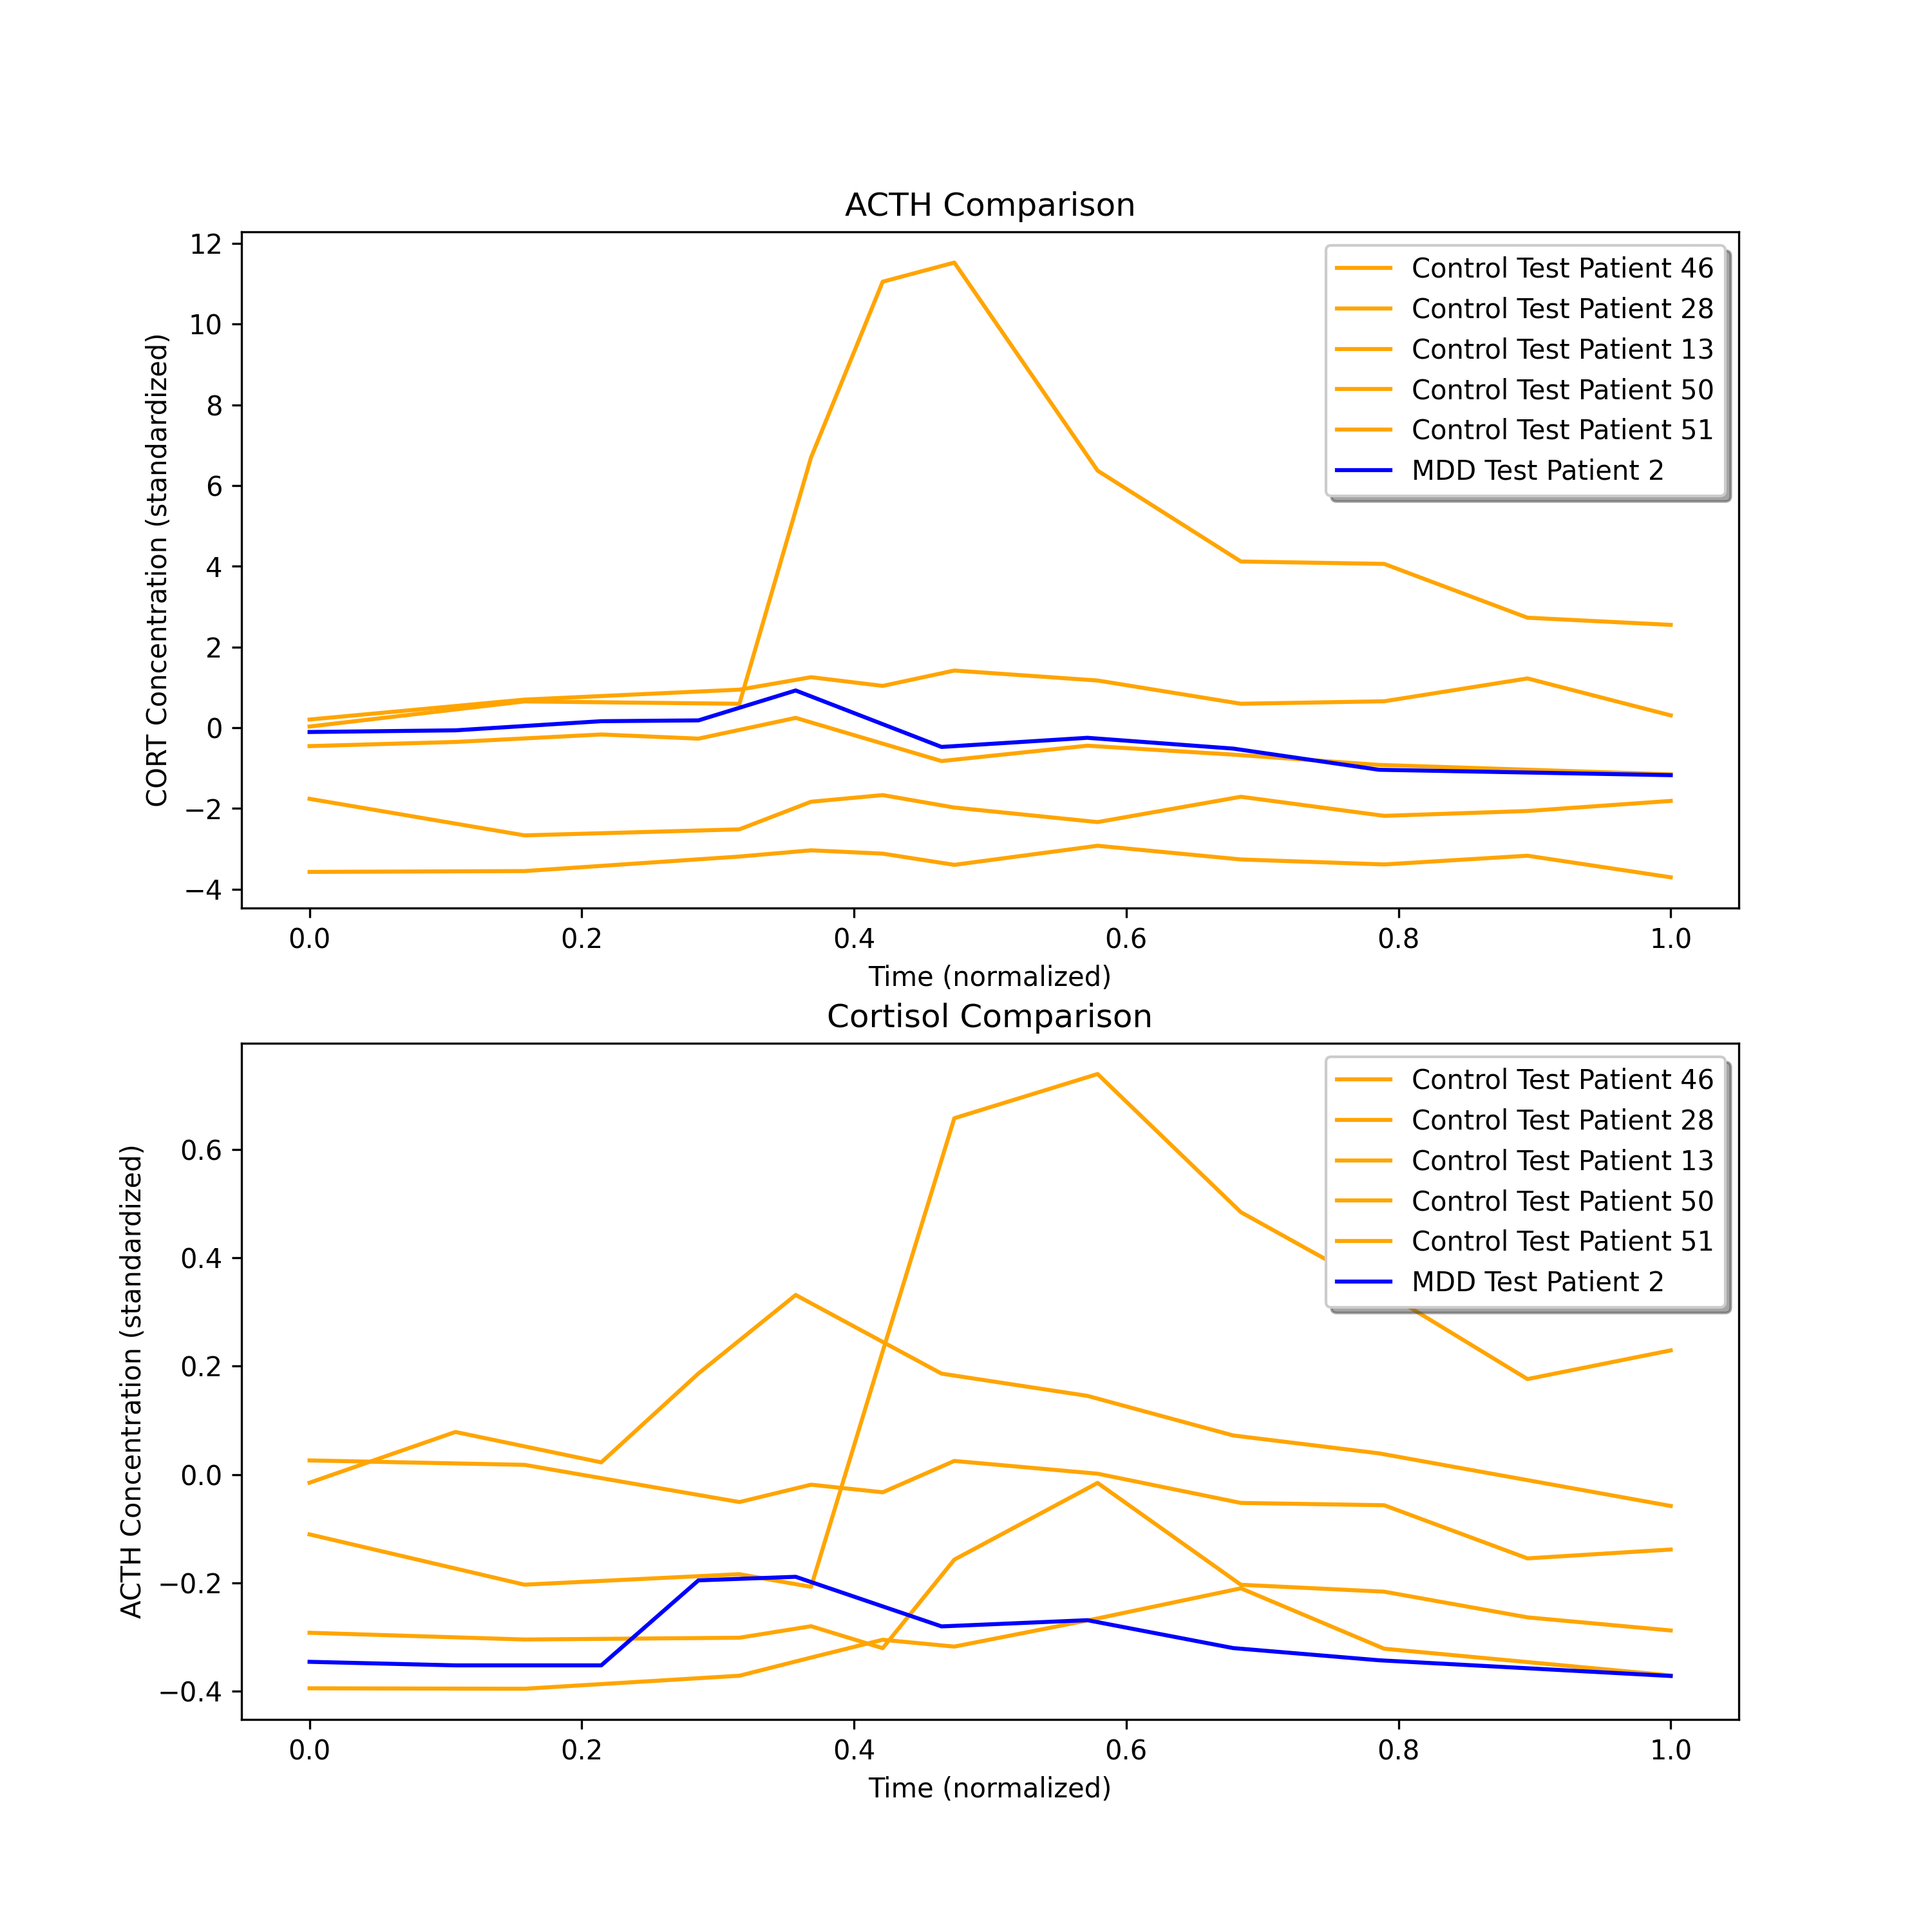 ACTH Comparison
CORT Concentration (standardized)
12
10
8
6
4
2
0
−2
−4
Control Test Patient 46
Control Test Patient 28
Control Test Patient 13
Control Test Patient 50
Control Test Patient 51
MDD Test Patient 2
0.0 0.2 0.4 0.6 0.8 1.0
Time (normalized)
Cortisol Comparison
ACTH Concentration (standardized)
0.6
0.4
0.2
0.0
−0.2
−0.4
Control Test Patient 46
Control Test Patient 28
Control Test Patient 13
Control Test Patient 50
Control Test Patient 51
MDD Test Patient 2
0.0 0.2 0.4 0.6 0.8 1.0
Time (normalized)